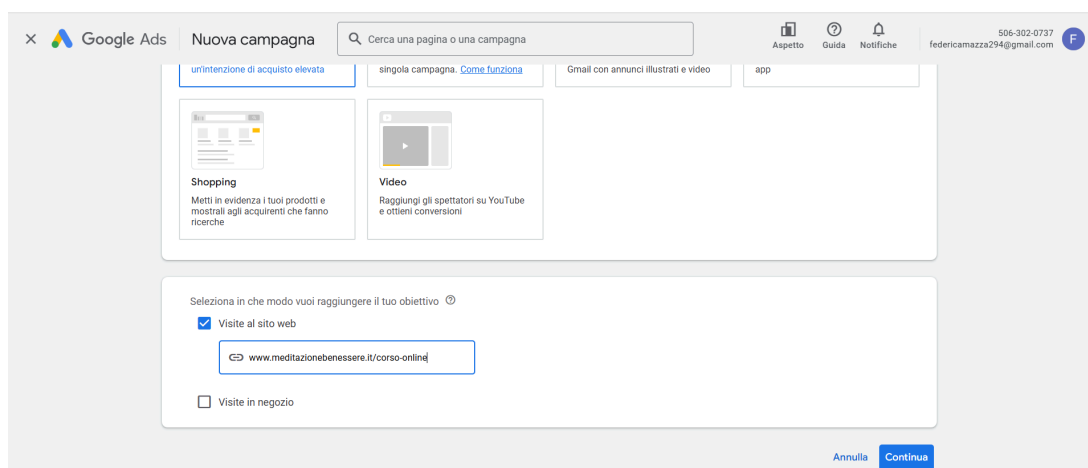 Google Ads
Nuova campagna
Cerca una pagina o una campagna
Aspetto
Guida
Notifiche
506-302-0737
federicamazza294@gmail.com
F
un'intenzione di acquisto elevata
singola campagna. Come funziona
Gmail con annunci illustrati e video
app
Shopping
Metti in evidenza i tuoi prodotti e
mostrali agli acquirenti che fanno
ricerche
Video
Raggiungi gli spettatori su YouTube
e ottieni conversioni
Seleziona in che modo vuoi raggiungere il tuo obiettivo
Visite al sito web
www.meditazionebenessere.it/corso-online
Visite in negozio
Annulla
Continua